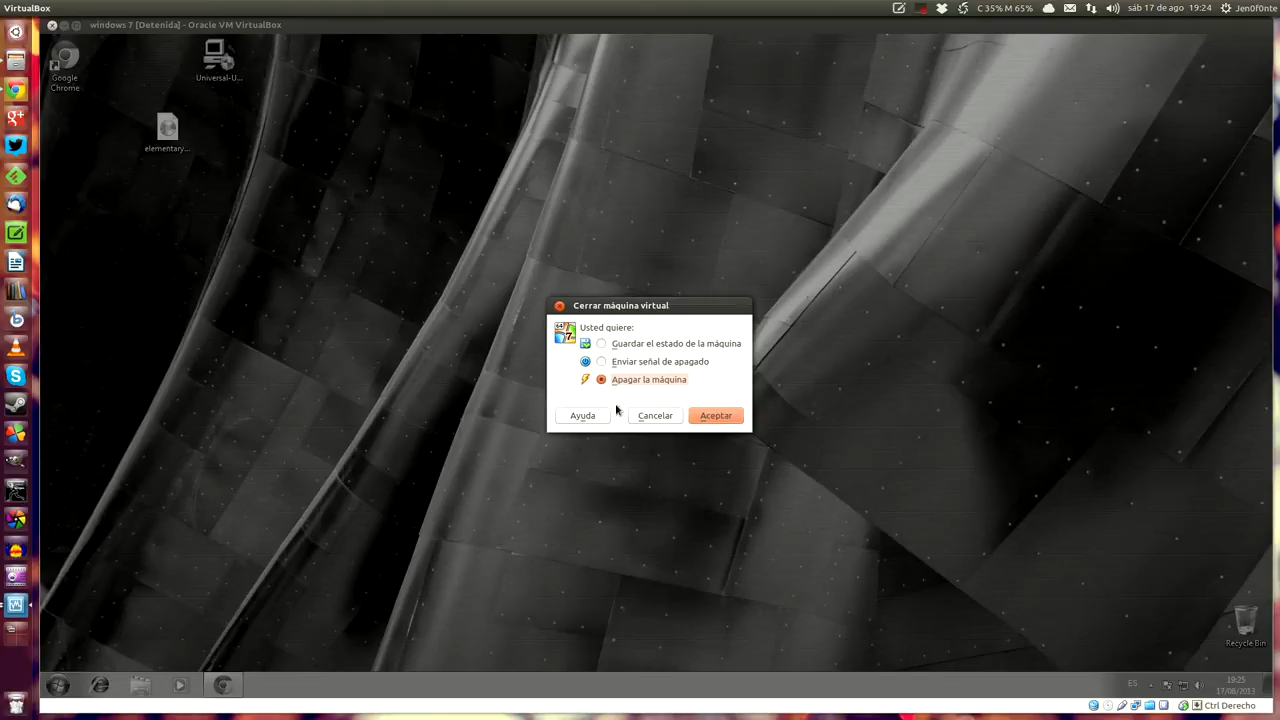 VirtualBox
C 35% M 65%
sáb 17 de ago
19:24
Jen0f0nte
windows 7 [Detenida] - Oracle VM VirtualBox
Google
Chrome
Universal-U...
elementary...
Cerrar máquina virtual
64
7
Usted quiere:
Guardar el estado de la máquina
Enviar señal de apagado
Apagar la máquina
Ayuda
Cancelar
Aceptar
Recycle Bin
ES
19:25
17/08/2013
Ctrl Derecho